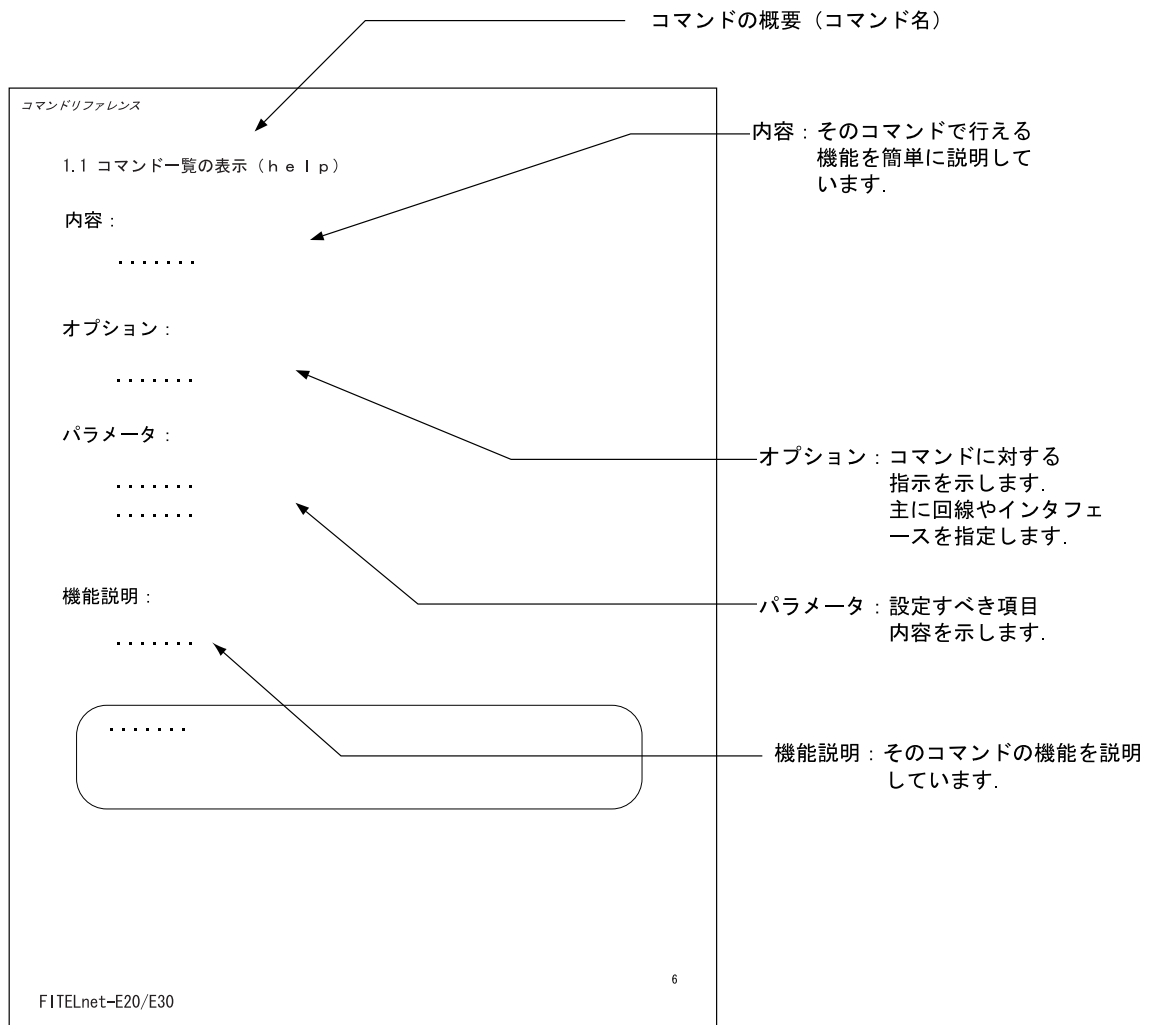 コマンドの概要（コマンド名）
コマンドリファレンス
1.1 コマンド一覧の表示（ｈｅｌｐ）
内容：
.......
オプション：
.......
パラメータ：
.......
.......
機能説明：
.......
.......
6
FITELnet-E20/E30
内容：そのコマンドで行える
機能を簡単に説明して
います.
オプション：コマンドに対する
指示を示します.
主に回線やインタフェ
ースを指定します.
パラメータ：設定すべき項目
内容を示します.
機能説明：そのコマンドの機能を説明
しています.